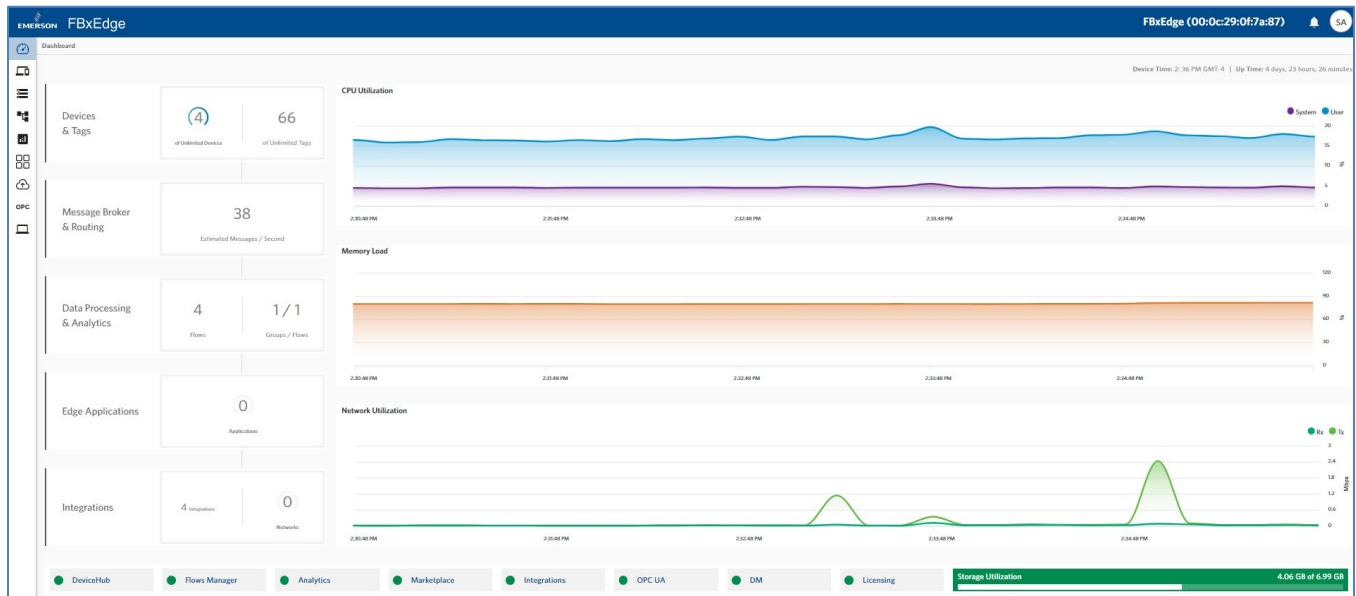 EMERSON FBxEdge
FBxEdge (00:0c:29:0f:7a:87)
SA
Dashboard
Device Time: 2: 36 PM GMT-4 | Up Time: 4 days, 23 hours, 26 minutes
OPC
Devices
& Tags
4
of Unlimited Devices
66
of Unlimited Tags
Message Broker
& Routing
38
Estimated Messages / Second
Data Processing
& Analytics
4
Flows
1 / 1
Groups / Flows
Edge Applications
0
Applications
Integrations
4 Integrations
0
Networks
CPU Utilization
System User
20
15
10
5
0
%
2:30:48 PM 2:31:48 PM 2:32:48 PM 2:33:48 PM 2:34:48 PM
Memory Load
120
90
60
30
0
%
2:30:48 PM 2:31:48 PM 2:32:48 PM 2:33:48 PM 2:34:48 PM
Network Utilization
Rx Tx
3
2.4
1.8
1.2
0.6
0
Mbps
2:30:48 PM 2:31:48 PM 2:32:48 PM 2:33:48 PM 2:34:48 PM
DeviceHub
Flows Manager
Analytics
Marketplace
Integrations
OPC UA
DM
Licensing
Storage Utilization 4.06 GB of 6.99 GB